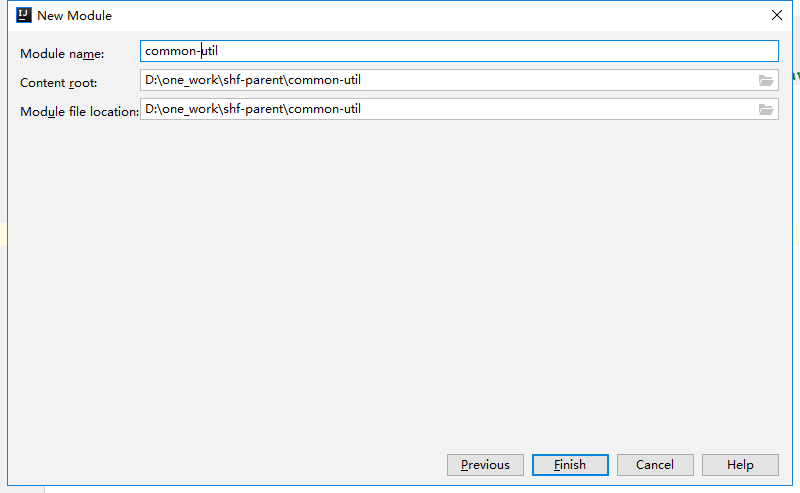 New Module
Module name: common-util
Content root: D:\one_work\shf-parent\common-util
Module file location: D:\one_work\shf-parent\common-util
Previous Finish Cancel Help